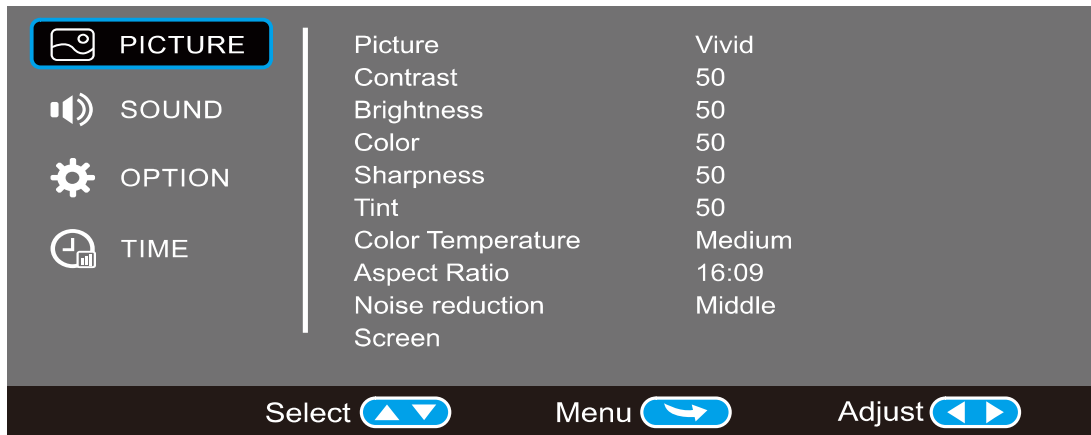 PICTURE
SOUND
OPTION
TIME
Picture Vivid
Contrast 50
Brightness 50
Color 50
Sharpness 50
Tint 50
Color Temperature Medium
Aspect Ratio 16:09
Noise reduction Middle
Screen
Select Menu Adjust